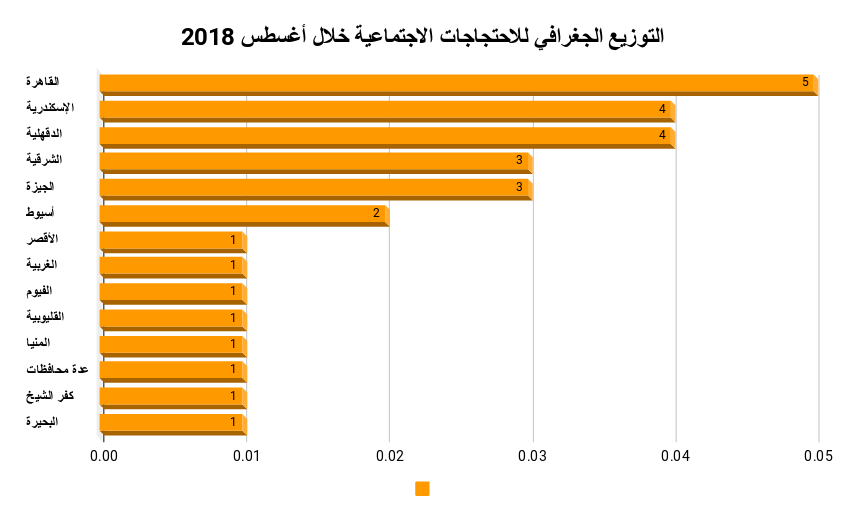 التوزيع الجغرافي للاحتجاجات الاجتماعية خلال أغسطس 2018
القاهرة 5
الإسكندرية 4
الدقهلية 4
الشرقية 3
الجيزة 3
أسيوط 2
الأقصر 1
الغربية 1
الفيوم 1
القليوبية 1
المنيا 1
عدة محافظات 1
كفر الشيخ 1
البحيرة 1
0.00 0.01 0.02 0.03 0.04 0.05